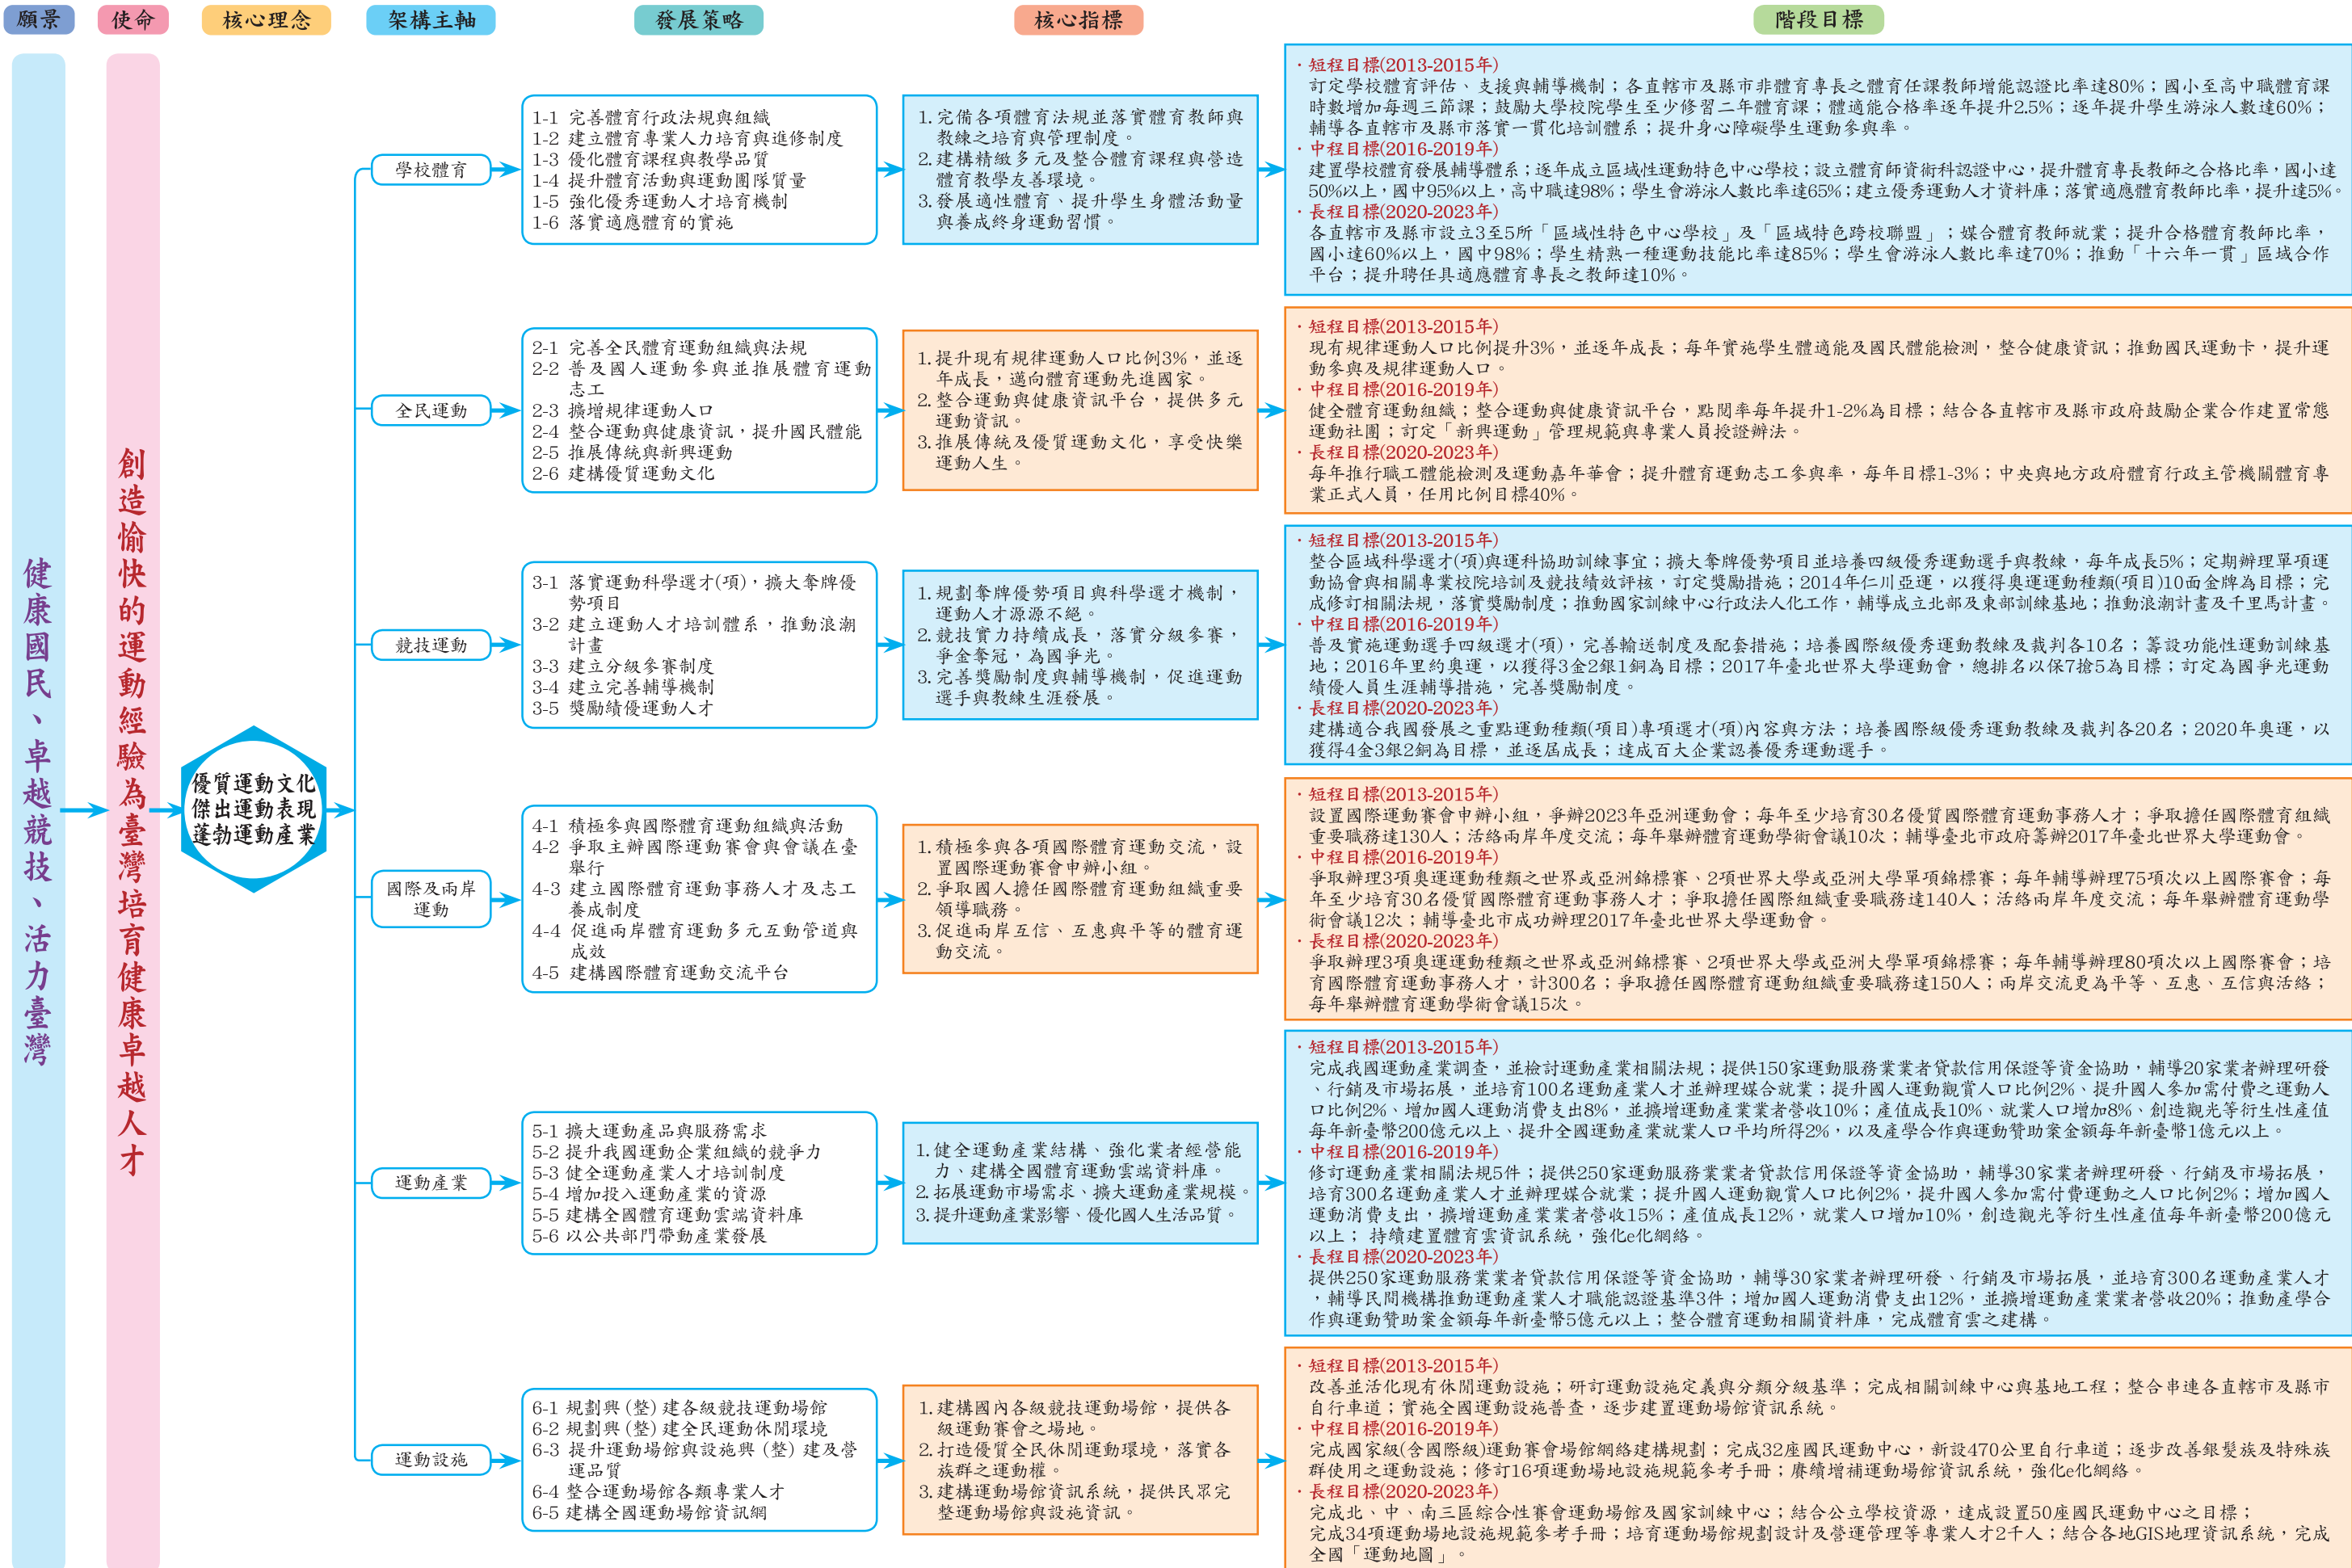 願景
使命
核心理念
架構主軸
發展策略
核心指標
階段目標
健康國民、卓越競技、活力臺灣
創造愉快的運動經驗為臺灣培育健康卓越人才
優質運動文化
傑出運動表現
蓬勃運動產業
學校體育
1-1 完善體育行政法規與組織
1-2 建立體育專業人力培育與進修制度
1-3 優化體育課程與教學品質
1-4 提升體育活動與運動團隊質量
1-5 強化優秀運動人才培育機制
1-6 落實適應體育的實施
1.完備各項體育法規並落實體育教師與
教練之培育與管理制度。
2.建構精緻多元及整合體育課程與營造
體育教學友善環境。
3.發展適性體育、提升學生身體活動量
與養成終身運動習慣。
·短程目標(2013-2015年)
訂定學校體育評估、支援與輔導機制；各直轄市及縣市非體育專長之體育任課教師增能認證比率達80%；國小至高中職體育課
時數增加每週三節課；鼓勵大學校院學生至少修習二年體育課；體適能合格率逐年提升2.5%；逐年提升學生游泳人數達60%；
輔導各直轄市及縣市落實一貫化培訓體系；提升身心障礙學生運動參與率。
·中程目標(2016-2019年)
建置學校體育發展輔導體系；逐年成立區域性運動特色中心學校；設立體育師資術科認證中心，提升體育專長教師之合格比率，國小達
50%以上，國中95%以上，高中職達98%；學生會游泳人數比率達65%；建立優秀運動人才資料庫；落實適應體育教師比率，提升達5%。
·長程目標(2020-2023年)
各直轄市及縣市設立3至5所「區域性特色中心學校」及「區域特色跨校聯盟」；媒合體育教師就業；提升合格體育教師比率，
國小達60%以上，國中98%；學生精熟一種運動技能比率達85%；學生會游泳人數比率達70%；推動「十六年一貫」區域合作
平台；提升聘任具適應體育專長之教師達10%。
全民運動
2-1 完善全民體育運動組織與法規
2-2 普及國人運動參與並推展體育運動
志工
2-3 擴增規律運動人口
2-4 整合運動與健康資訊，提升國民體能
2-5 推展傳統與新興運動
2-6 建構優質運動文化
1.提升現有規律運動人口比例3%，並逐
年成長，邁向體育運動先進國家。
2.整合運動與健康資訊平台，提供多元
運動資訊。
3.推展傳統及優質運動文化，享受快樂
運動人生。
·短程目標(2013-2015年)
現有規律運動人口比例提升3%，並逐年成長；每年實施學生體適能及國民體能檢測，整合健康資訊；推動國民運動卡，提升運
動參與及規律運動人口。
·中程目標(2016-2019年)
健全體育運動組織；整合運動與健康資訊平台，點閱率每年提升1-2%為目標；結合各直轄市及縣市政府鼓勵企業合作建置常態
運動社團；訂定「新興運動」管理規範與專業人員授證辦法。
·長程目標(2020-2023年)
每年推行職工體能檢測及運動嘉年華會；提升體育運動志工參與率，每年目標1-3%；中央與地方政府體育行政主管機關體育專
業正式人員，任用比例目標40%。
競技運動
3-1 落實運動科學選才(項)，擴大奪牌優
勢項目
3-2 建立運動人才培訓體系，推動浪潮
計畫
3-3 建立分級參賽制度
3-4 建立完善輔導機制
3-5 獎勵績優運動人才
1.規劃奪牌優勢項目與科學選才機制，
運動人才源源不絕。
2.競技實力持續成長，落實分級參賽，
爭金奪冠，為國爭光。
3.完善獎勵制度與輔導機制，促進運動
選手與教練生涯發展。
·短程目標(2013-2015年)
整合區域科學選才(項)與運科協助訓練事宜；擴大奪牌優勢項目並培養四級優秀運動選手與教練，每年成長5%；定期辦理單項運
動協會與相關專業校院培訓及競技績效評核，訂定獎勵措施；2014年仁川亞運，以獲得奧運運動種類(項目)10面金牌為目標；完
成修訂相關法規，落實獎勵制度；推動國家訓練中心行政法人化工作，輔導成立北部及東部訓練基地；推動浪潮計畫及千里馬計畫。
·中程目標(2016-2019年)
普及實施運動選手四級選才(項)，完善輸送制度及配套措施；培養國際級優秀運動教練及裁判各10名；籌設功能性運動訓練基
地；2016年里約奧運，以獲得3金2銀1銅為目標；2017年臺北世界大學運動會，總排名以保7搶5為目標；訂定為國爭光運動
績優人員生涯輔導措施，完善獎勵制度。
·長程目標(2020-2023年)
建構適合我國發展之重點運動種類(項目)專項選才(項)內容與方法；培養國際級優秀運動教練及裁判各20名；2020年奧運，以
獲得4金3銀2銅為目標，並逐屆成長；達成百大企業認養優秀運動選手。
國際及兩岸
運動
4-1 積極參與國際體育運動組織與活動
4-2 爭取主辦國際運動賽會與會議在臺
舉行
4-3 建立國際體育運動事務人才及志工
養成制度
4-4 促進兩岸體育運動多元互動管道與
成效
4-5 建構國際體育運動交流平台
1.積極參與各項國際體育運動交流，設
置國際運動賽會申辦小組。
2.爭取國人擔任國際體育運動組織重要
領導職務。
3.促進兩岸互信、互惠與平等的體育運
動交流。
·短程目標(2013-2015年)
設置國際運動賽會申辦小組，爭辦2023年亞洲運動會；每年至少培育30名優質國際體育運動事務人才；爭取擔任國際體育組織
重要職務達130人；活絡兩岸年度交流；每年舉辦體育運動學術會議10次；輔導臺北市政府籌辦2017年臺北世界大學運動會。
·中程目標(2016-2019年)
爭取辦理3項奧運運動種類之世界或亞洲錦標賽、2項世界大學或亞洲大學單項錦標賽；每年輔導辦理75項次以上國際賽會；每
年至少培育30名優質國際體育運動事務人才；爭取擔任國際組織重要職務達140人；活絡兩岸年度交流；每年舉辦體育運動學
術會議12次；輔導臺北市成功辦理2017年臺北世界大學運動會。
·長程目標(2020-2023年)
爭取辦理3項奧運運動種類之世界或亞洲錦標賽、2項世界大學或亞洲大學單項錦標賽；每年輔導辦理80項次以上國際賽會；培
育國際體育運動事務人才，計300名；爭取擔任國際體育運動組織重要職務達150人；兩岸交流更為平等、互惠、互信與活絡；
每年舉辦體育運動學術會議15次。
運動產業
5-1 擴大運動產品與服務需求
5-2 提升我國運動企業組織的競爭力
5-3 健全運動產業人才培訓制度
5-4 增加投入運動產業的資源
5-5 建構全國體育運動雲端資料庫
5-6 以公共部門帶動產業發展
1.健全運動產業結構、強化業者經營能
力、建構全國體育運動雲端資料庫。
2.拓展運動市場需求、擴大運動產業規模。
3.提升運動產業影響、優化國人生活品質。
·短程目標(2013-2015年)
完成我國運動產業調查，並檢討運動產業相關法規；提供150家運動服務業業者貸款信用保證等資金協助，輔導20家業者辦理研發
、行銷及市場拓展，並培育100名運動產業人才並辦理媒合就業；提升國人運動觀賞人口比例2%、提升國人參加需付費之運動人
口比例2%、增加國人運動消費支出8%，並擴增運動產業業者營收10%；產值成長10%、就業人口增加8%、創造觀光等衍生性產值
每年新臺幣200億元以上、提升全國運動產業就業人口平均所得2%，以及產學合作與運動贊助案金額每年新臺幣1億元以上。
·中程目標(2016-2019年)
修訂運動產業相關法規5件；提供250家運動服務業業者貸款信用保證等資金協助，輔導30家業者辦理研發、行銷及市場拓展，
培育300名運動產業人才並辦理媒合就業；提升國人運動觀賞人口比例2%，提升國人參加需付費運動之人口比例2%；增加國人
運動消費支出，擴增運動產業業者營收15%；產值成長12%，就業人口增加10%，創造觀光等衍生性產值每年新臺幣200億元
以上； 持續建置體育雲資訊系統，強化e化網絡。
·長程目標(2020-2023年)
提供250家運動服務業業者貸款信用保證等資金協助，輔導30家業者辦理研發、行銷及市場拓展，並培育300名運動產業人才
，輔導民間機構推動運動產業人才職能認證基準3件；增加國人運動消費支出12%，並擴增運動產業業者營收20%；推動產學合
作與運動贊助案金額每年新臺幣5億元以上；整合體育運動相關資料庫，完成體育雲之建構。
運動設施
6-1 規劃興(整)建各級競技運動場館
6-2 規劃興(整)建全民運動休閒環境
6-3 提升運動場館與設施興(整)建及營
運品質
6-4 整合運動場館各類專業人才
6-5 建構全國運動場館資訊網
1.建構國內各級競技運動場館，提供各
級運動賽會之場地。
2.打造優質全民休閒運動環境，落實各
族群之運動權。
3.建構運動場館資訊系統，提供民眾完
整運動場館與設施資訊。
·短程目標(2013-2015年)
改善並活化現有休閒運動設施；研訂運動設施定義與分類分級基準；完成相關訓練中心與基地工程；整合串連各直轄市及縣市
自行車道；實施全國運動設施普查，逐步建置運動場館資訊系統。
·中程目標(2016-2019年)
完成國家級(含國際級)運動賽會場館網絡建構規劃；完成32座國民運動中心，新設470公里自行車道；逐步改善銀髮族及特殊族
群使用之運動設施；修訂16項運動場地設施規範參考手冊；賡續增補運動場館資訊系統，強化e化網絡。
·長程目標(2020-2023年)
完成北、中、南三區綜合性賽會運動場館及國家訓練中心；結合公立學校資源，達成設置50座國民運動中心之目標；
完成34項運動場地設施規範參考手冊；培育運動場館規劃設計及營運管理等專業人才2千人；結合各地GIS地理資訊系統，完成
全國「運動地圖」。